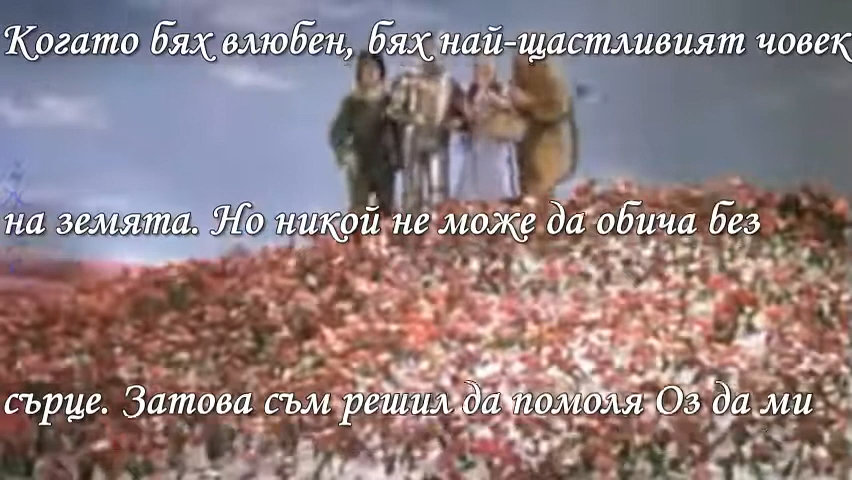 Когато бях влюбен, бях най-щастливият човек
на земята. Но никой не може да обича без
сърце. Затова съм решил да помоля Оз да ми